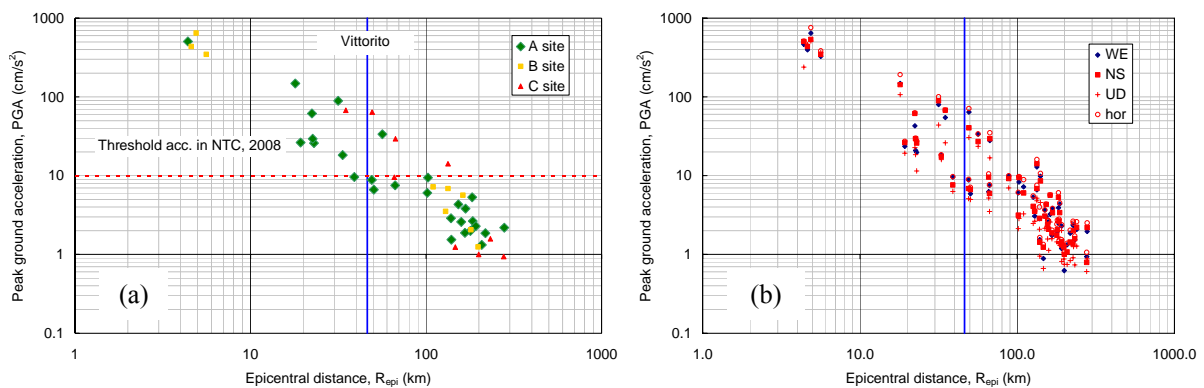 1000
100
10
1
0.1
Peak ground acceleration, PGA (cm/s²)
Vittorito
A site
B site
C site
Threshold acc. in NTC, 2008
(a)
1 10 100 1000
Epicentral distance, R_epi (km)
1000
100
10
1
0.1
Peak ground acceleration, PGA (cm/s²)
WE
NS
UD
hor
(b)
1.0 10.0 100.0 1000.0
Epicentral distance, R_epi (km)